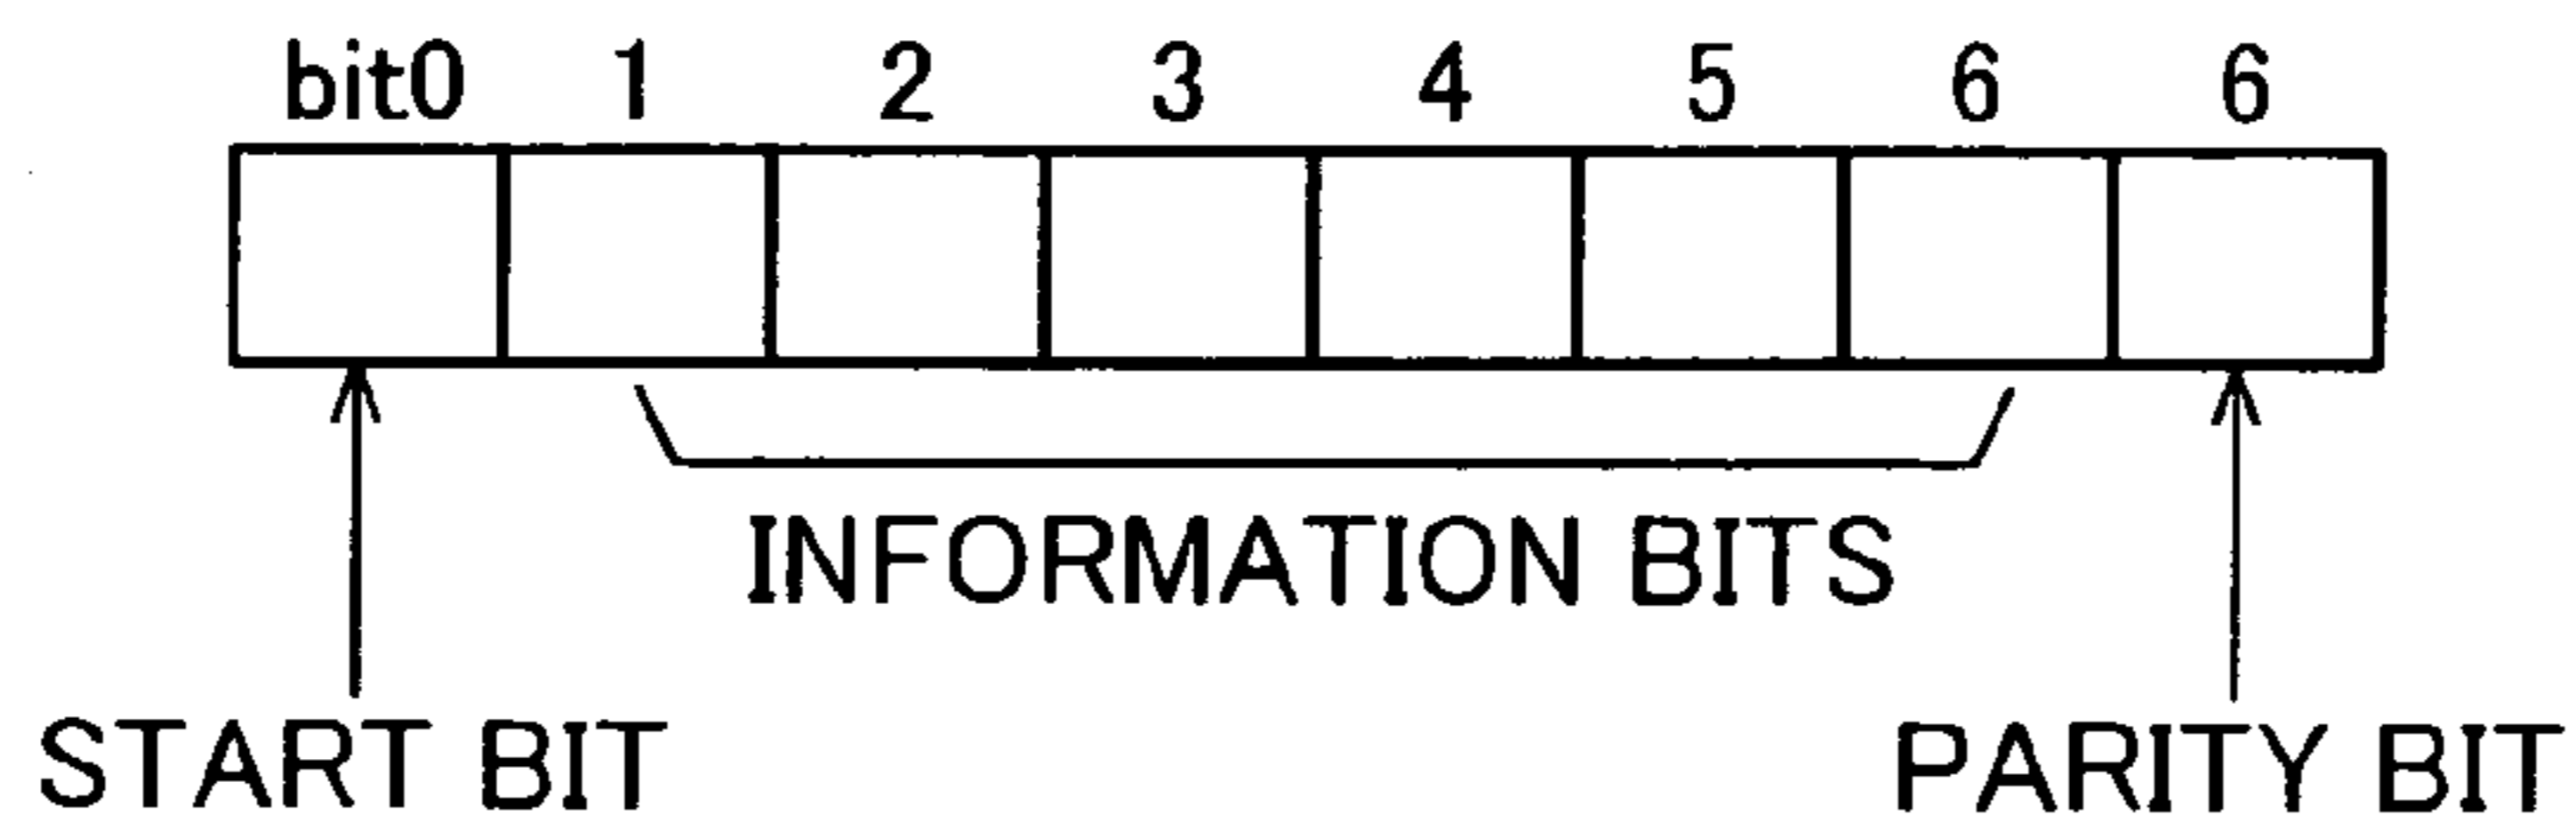 bit0 1 2 3 4 5 6 6
INFORMATION BITS
START BIT PARITY BIT